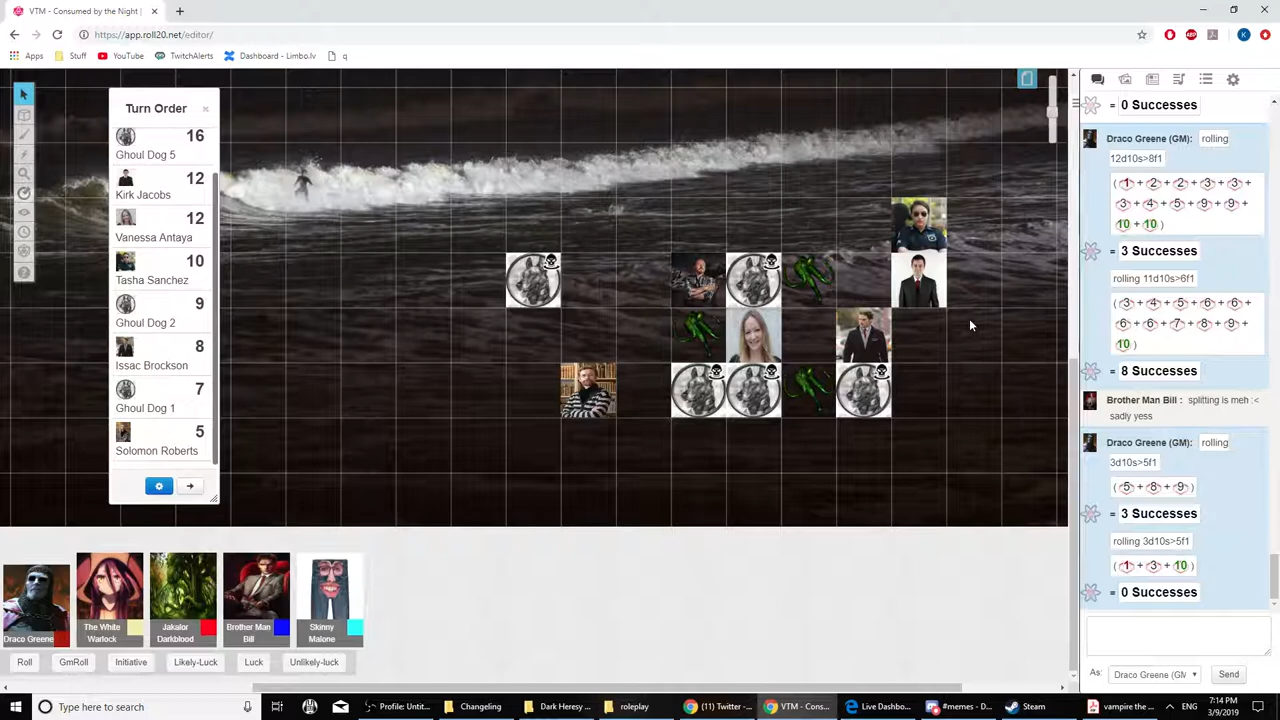 VTM - Consumed by the Night |
https://app.roll20.net/editor/
Apps
Stuff
YouTube
TwitchAlerts
Dashboard - Limbo.lv
q
ABP
K
Turn Order
16
Ghoul Dog 5
12
Kirk Jacobs
12
Vanessa Antaya
10
Tasha Sanchez
9
Ghoul Dog 2
8
Issac Brockson
7
Ghoul Dog 1
5
Solomon Roberts
Draco Greene
The White
Warlock
Jakalor
Darkblood
Brother Man
Bill
Skinny
Malone
Roll
GmRoll
Initiative
Likely-Luck
Luck
Unlikely-luck
= 0 Successes
Draco Greene (GM): rolling
12d10s>8f1
(1+2+2+3+3+
3+4+5+9+9+
10+10)
= 3 Successes
rolling 11d10s>6f1
(3+4+5+6+6+
6+6+7+8+9+
10)
= 8 Successes
Brother Man Bill : splitting is meh :<
sadly yess
Draco Greene (GM): rolling
3d10s>5f1
(5+8+9)
= 3 Successes
rolling 3d10s>5f1
(1+3+10)
= 0 Successes
As: Draco Greene (GM) Send
Type here to search
Profile: Untit...
Changeling
Dark Heresy ...
roleplay
(11) Twitter - ...
VTM - Cons...
Live Dashbo...
#memes - D...
Steam
vampire the ...
ENG
7:14 PM
3/9/2019